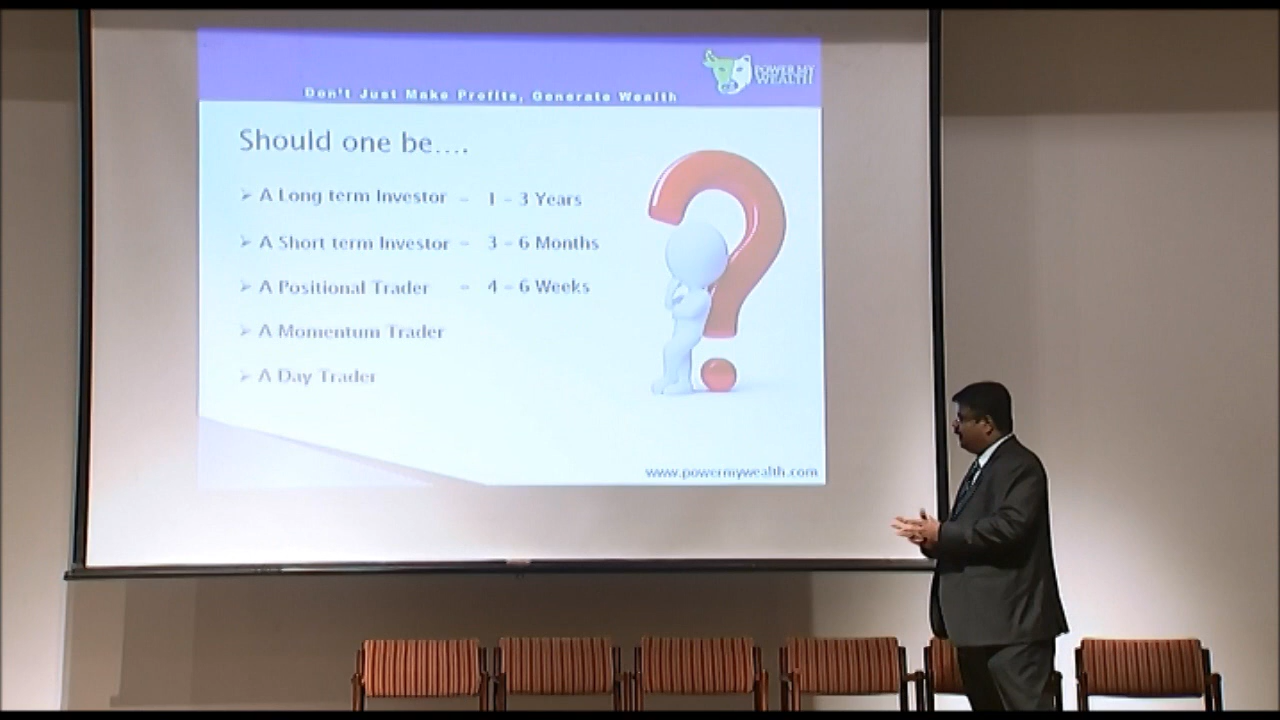 POWER MY
WEALTH
Don't Just Make Profits, Generate Wealth
Should one be....
➢ A Long term Investor – 1 – 3 Years
➢ A Short term Investor – 3 – 6 Months
➢ A Positional Trader – 4 – 6 Weeks
➢ A Momentum Trader
➢ A Day Trader
www.powermywealth.com